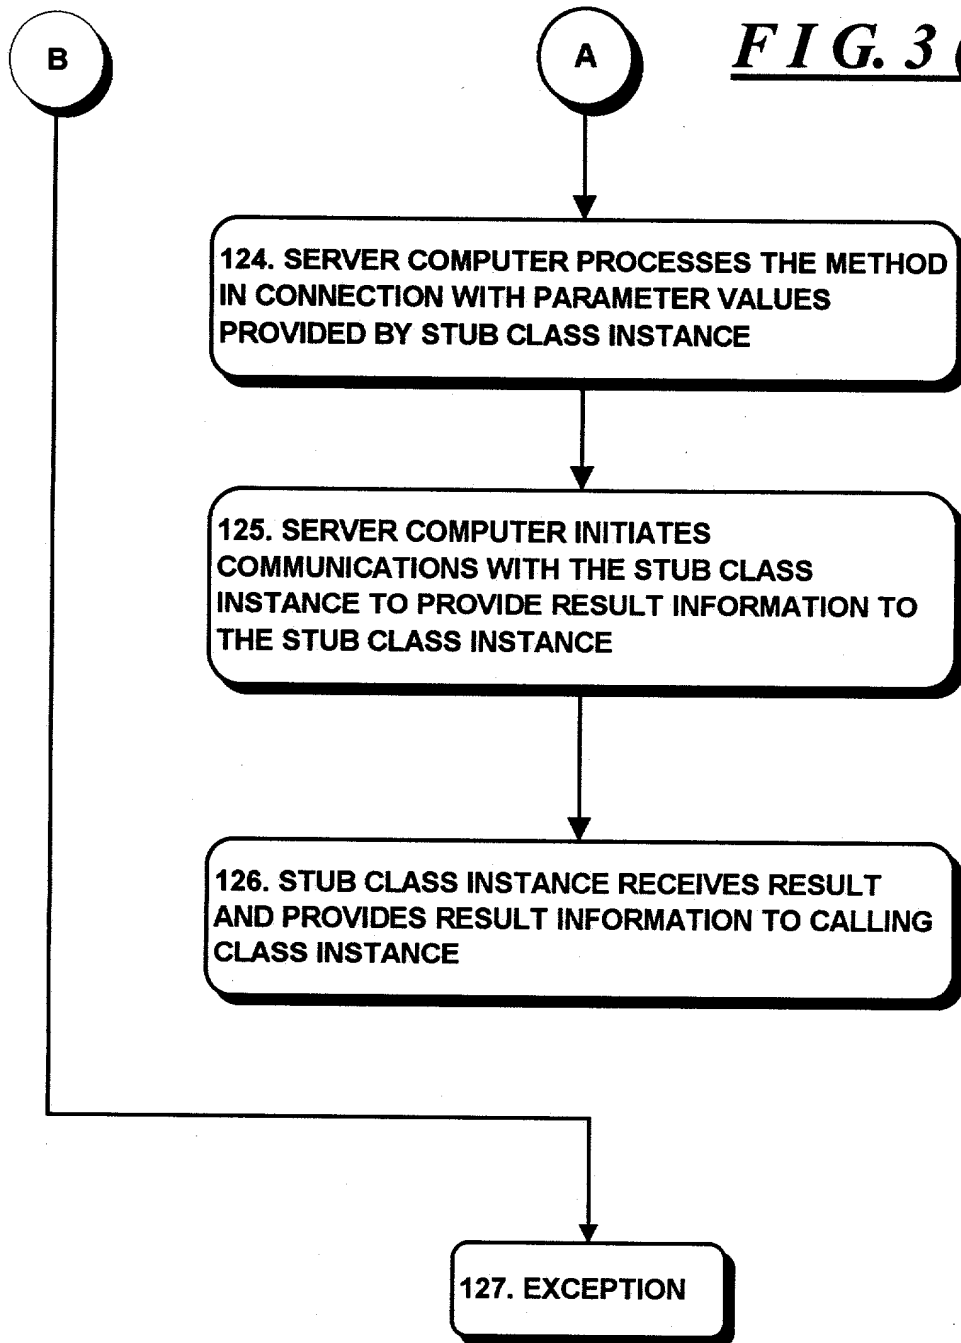 B
A
FIG. 3 (
124. SERVER COMPUTER PROCESSES THE METHOD
IN CONNECTION WITH PARAMETER VALUES
PROVIDED BY STUB CLASS INSTANCE
125. SERVER COMPUTER INITIATES
COMMUNICATIONS WITH THE STUB CLASS
INSTANCE TO PROVIDE RESULT INFORMATION TO
THE STUB CLASS INSTANCE
126. STUB CLASS INSTANCE RECEIVES RESULT
AND PROVIDES RESULT INFORMATION TO CALLING
CLASS INSTANCE
127. EXCEPTION